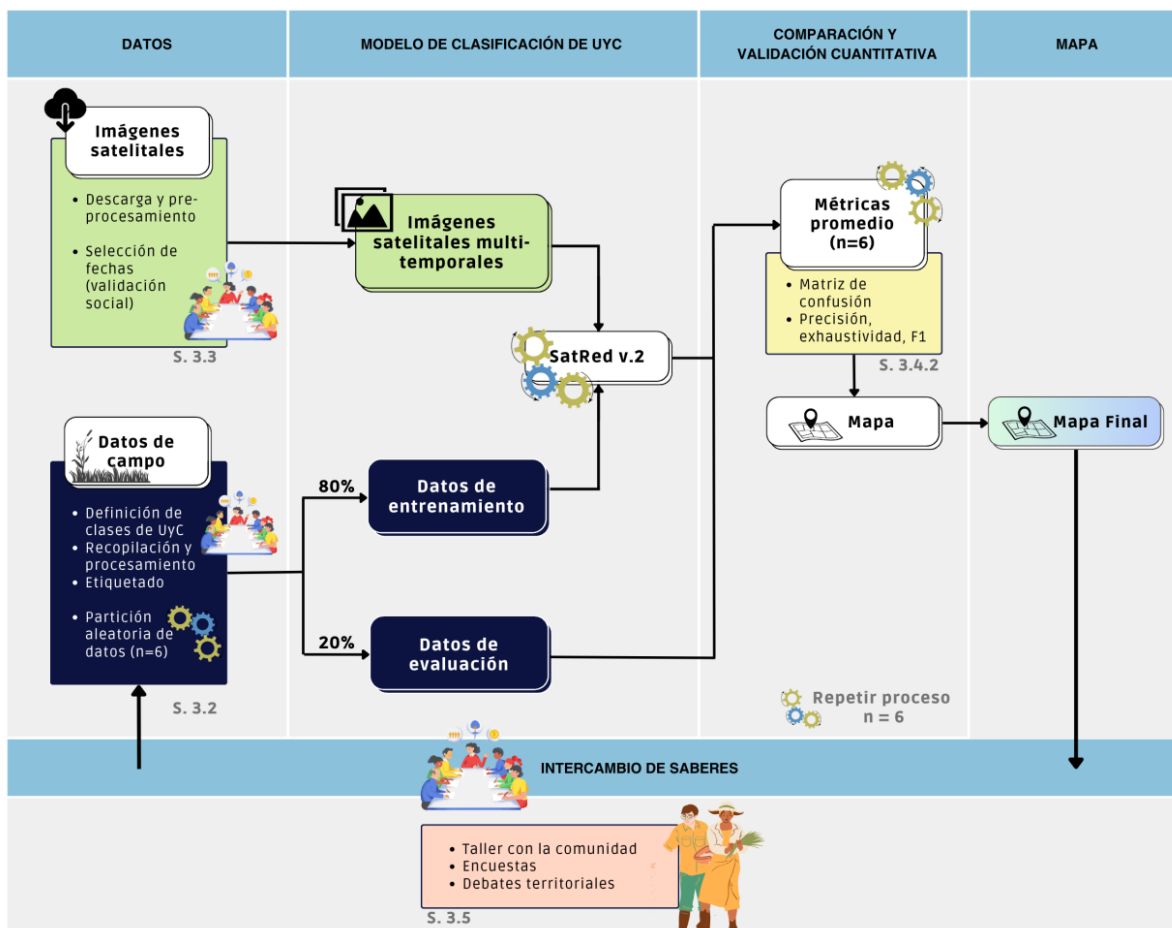 DATOS
MODELO DE CLASIFICACIÓN DE UYC
COMPARACIÓN Y
VALIDACIÓN CUANTITATIVA
MAPA
Imágenes
satelitales
• Descarga y pre-
procesamiento
• Selección de
fechas
(validación
social)
S. 3.3
Imágenes
satelitales multi-
temporales
SatRed v.2
Métricas
promedio
(n=6)
• Matriz de
confusión
• Precisión,
exhaustividad, F1
S. 3.4.2
Mapa
Mapa Final
Datos de
campo
• Definición de
clases de UyC
• Recopilación y
procesamiento
• Etiquetado
• Partición
aleatoria de
datos (n=6)
S. 3.2
80%
Datos de
entrenamiento
20%
Datos de
evaluación
Repetir proceso
n = 6
INTERCAMBIO DE SABERES
• Taller con la comunidad
• Encuestas
• Debates territoriales
S. 3.5